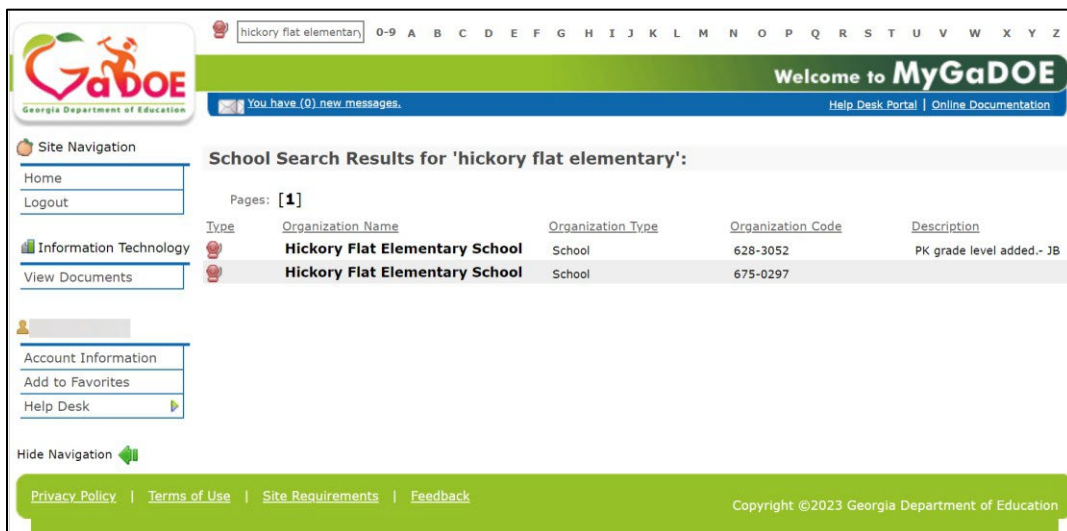 hickory flat elementary 0-9 A B C D E F G H I J K L M N O P Q R S T U V W X Y Z
GaDOE
Georgia Department of Education
Welcome to MyGaDOE
You have (0) new messages.
Help Desk Portal | Online Documentation
Site Navigation
Home
Logout
Information Technology
View Documents
Account Information
Add to Favorites
Help Desk
Hide Navigation
School Search Results for 'hickory flat elementary':
Pages: [1]
Type Organization Name Organization Type Organization Code Description
Hickory Flat Elementary School School 628-3052 PK grade level added.- JB
Hickory Flat Elementary School School 675-0297
Privacy Policy | Terms of Use | Site Requirements | Feedback
Copyright ©2023 Georgia Department of Education